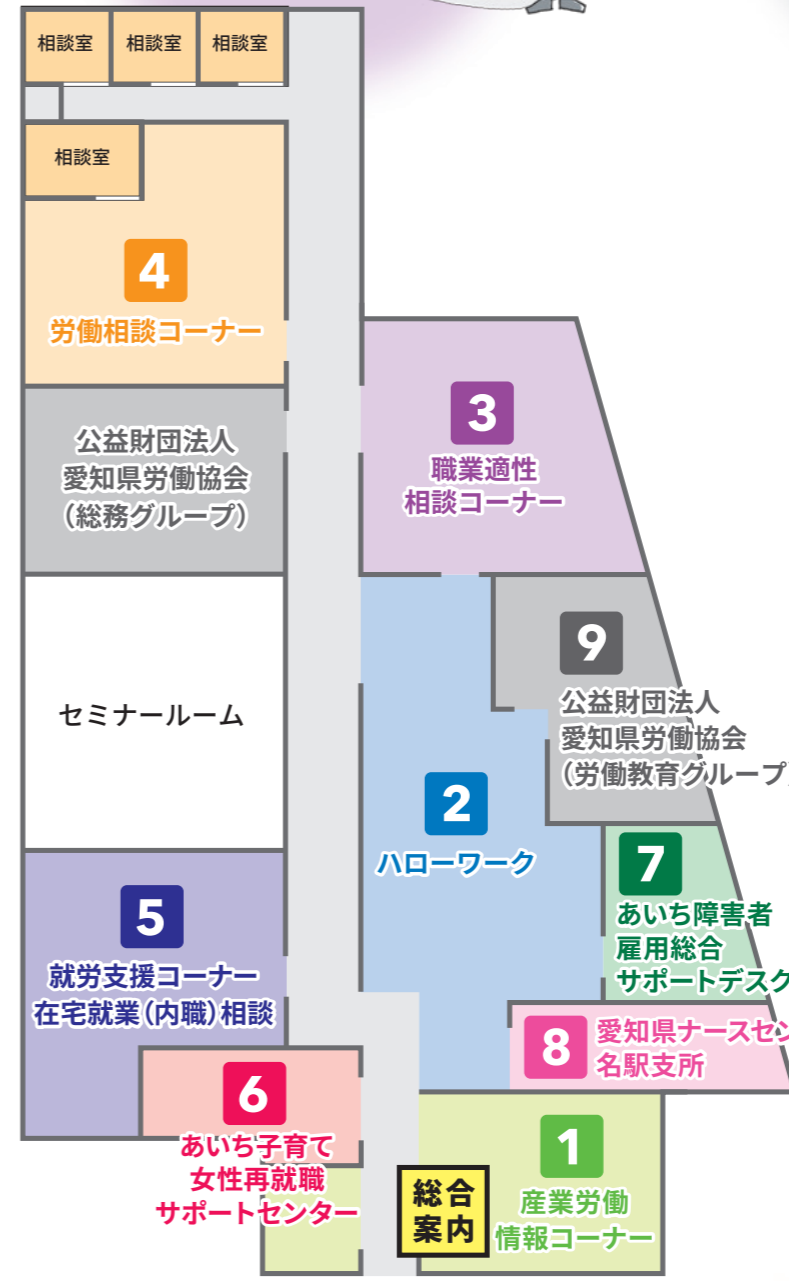 相談室
相談室
相談室
相談室
4
労働相談コーナー
公益財団法人
愛知県労働協会
（総務グループ）
3
職業適性
相談コーナー
セミナールーム
9
公益財団法人
愛知県労働協会
（労働教育グループ）
2
ハローワーク
7
あいち障害者
雇用総合
サポートデスク
5
就労支援コーナー
在宅就業（内職）相談
8
愛知県ナースセン
名駅支所
6
あいち子育て
女性再就職
サポートセンター
総合
案内
1
産業労働
情報コーナー